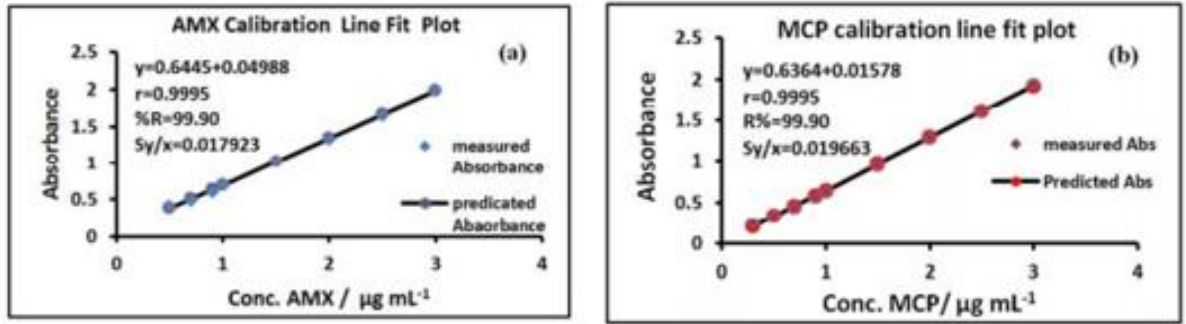 AMX Calibration Line Fit Plot
(a)
y=0.6445+0.04988
r=0.9995
%R=99.90
Sy/x=0.017923
2.5
2
1.5
1
0.5
0
Absorbance
measured
Absorbance
predicated
Abaorbance
0 1 2 3 4
Conc. AMX / µg mL-1
MCP calibration line fit plot
(b)
y=0.6364+0.01578
r=0.9995
R%=99.90
Sy/x=0.019663
2.5
2
1.5
1
0.5
0
Absorbance
measured Abs
Predicted Abs
0 1 2 3 4
Conc. MCP/ µg mL-1